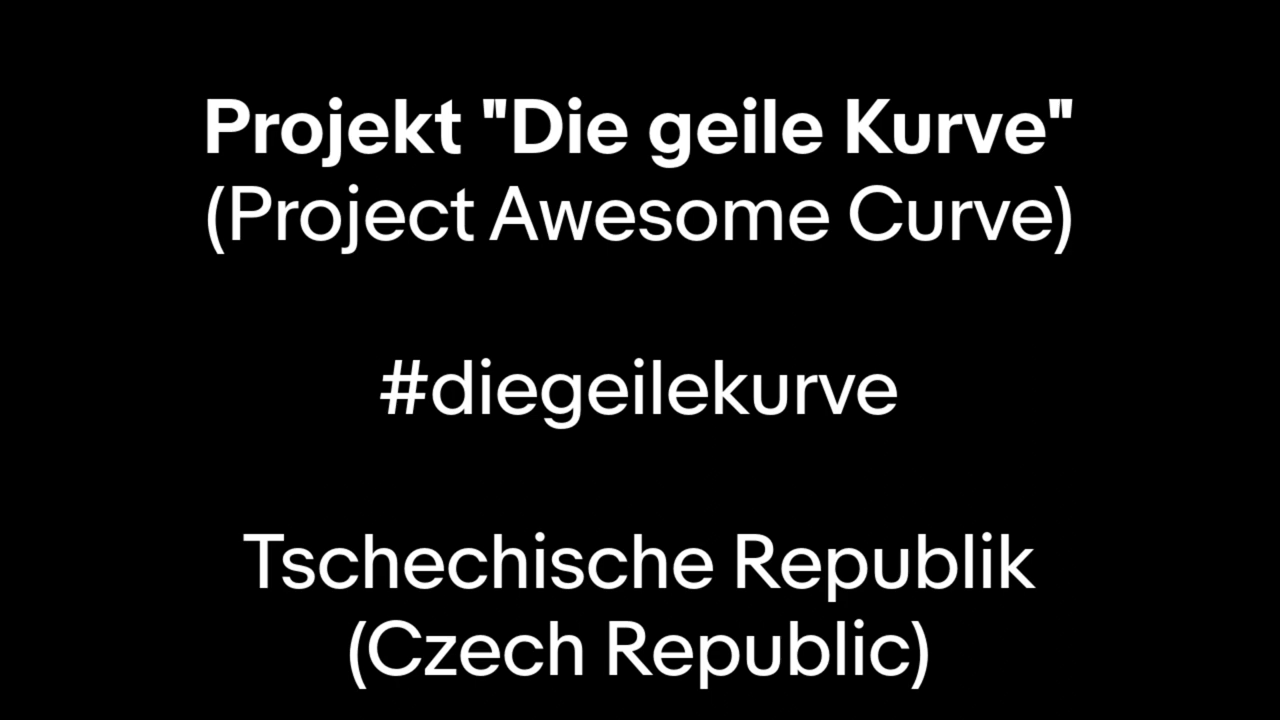 Projekt "Die geile Kurve"
(Project Awesome Curve)
#diegeilekurve
Tschechische Republik
(Czech Republic)